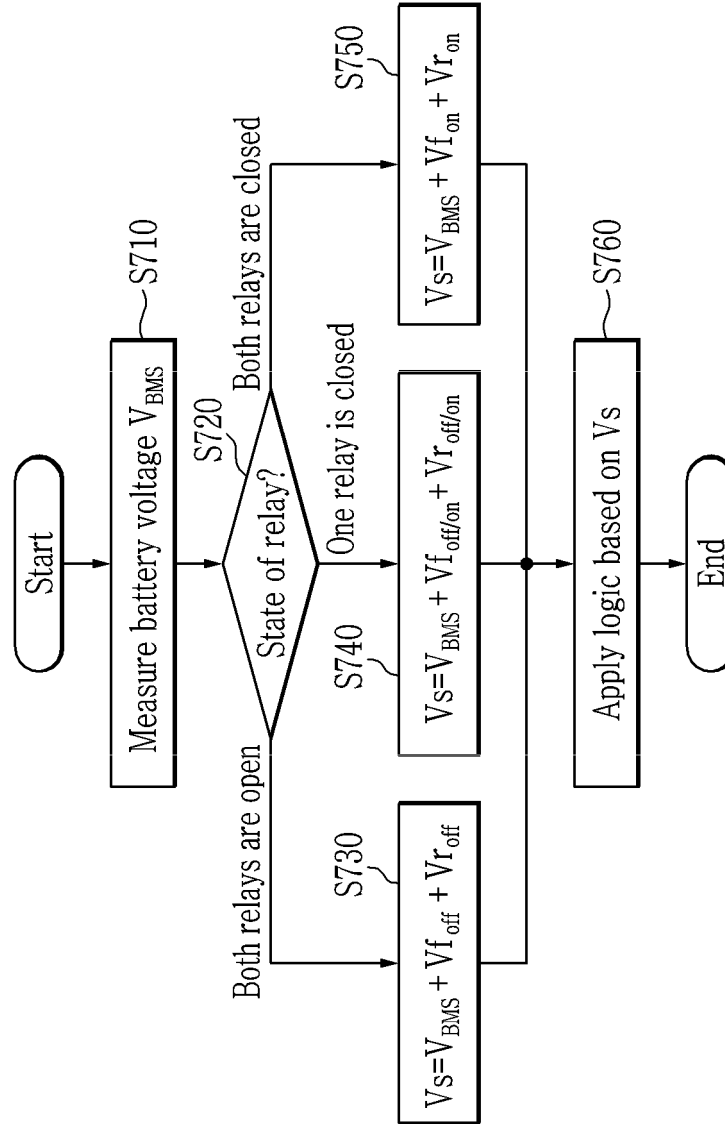 Start
Measure battery voltage V_BMS
S710
State of relay?
S720
Both relays are open
One relay is closed
Both relays are closed
S730
Vs=V_BMS + Vf_off + Vr_off
S740
Vs=V_BMS + Vf_off/on + Vr_off/on
S750
Vs=V_BMS + Vf_on + Vr_on
Apply logic based on Vs
S760
End